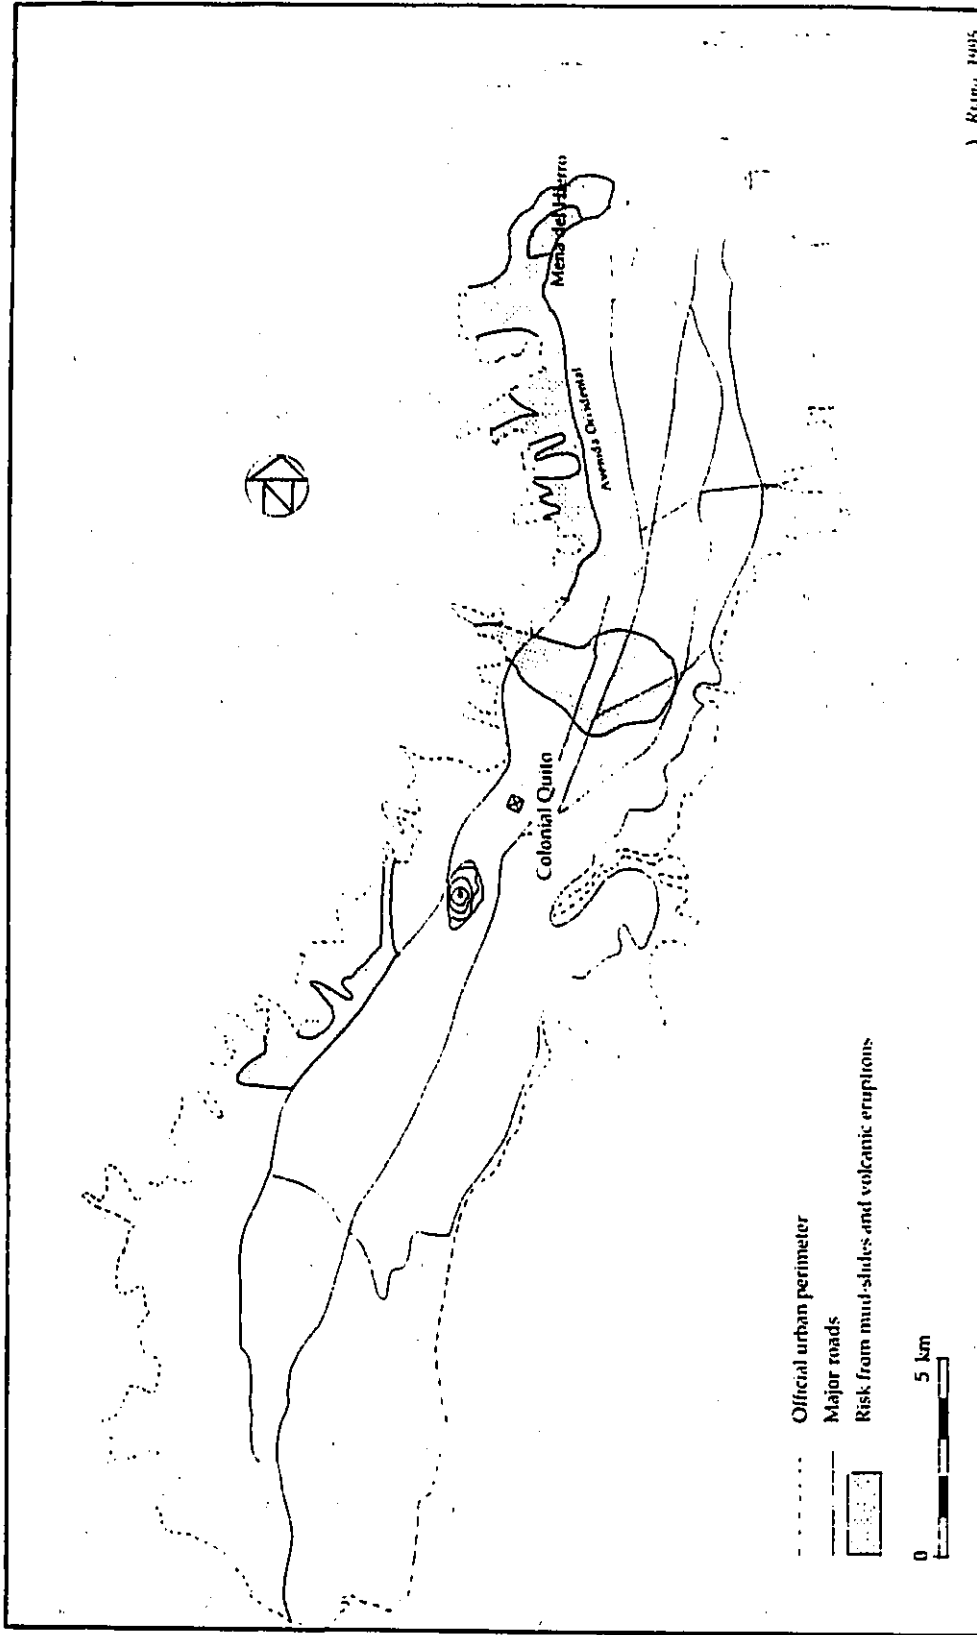 Mena del Hierro
Avenida Occidental
Colonial Quito
Official urban perimeter
Major roads
Risk from mud-slides and volcanic eruptions
0 5 km
1995